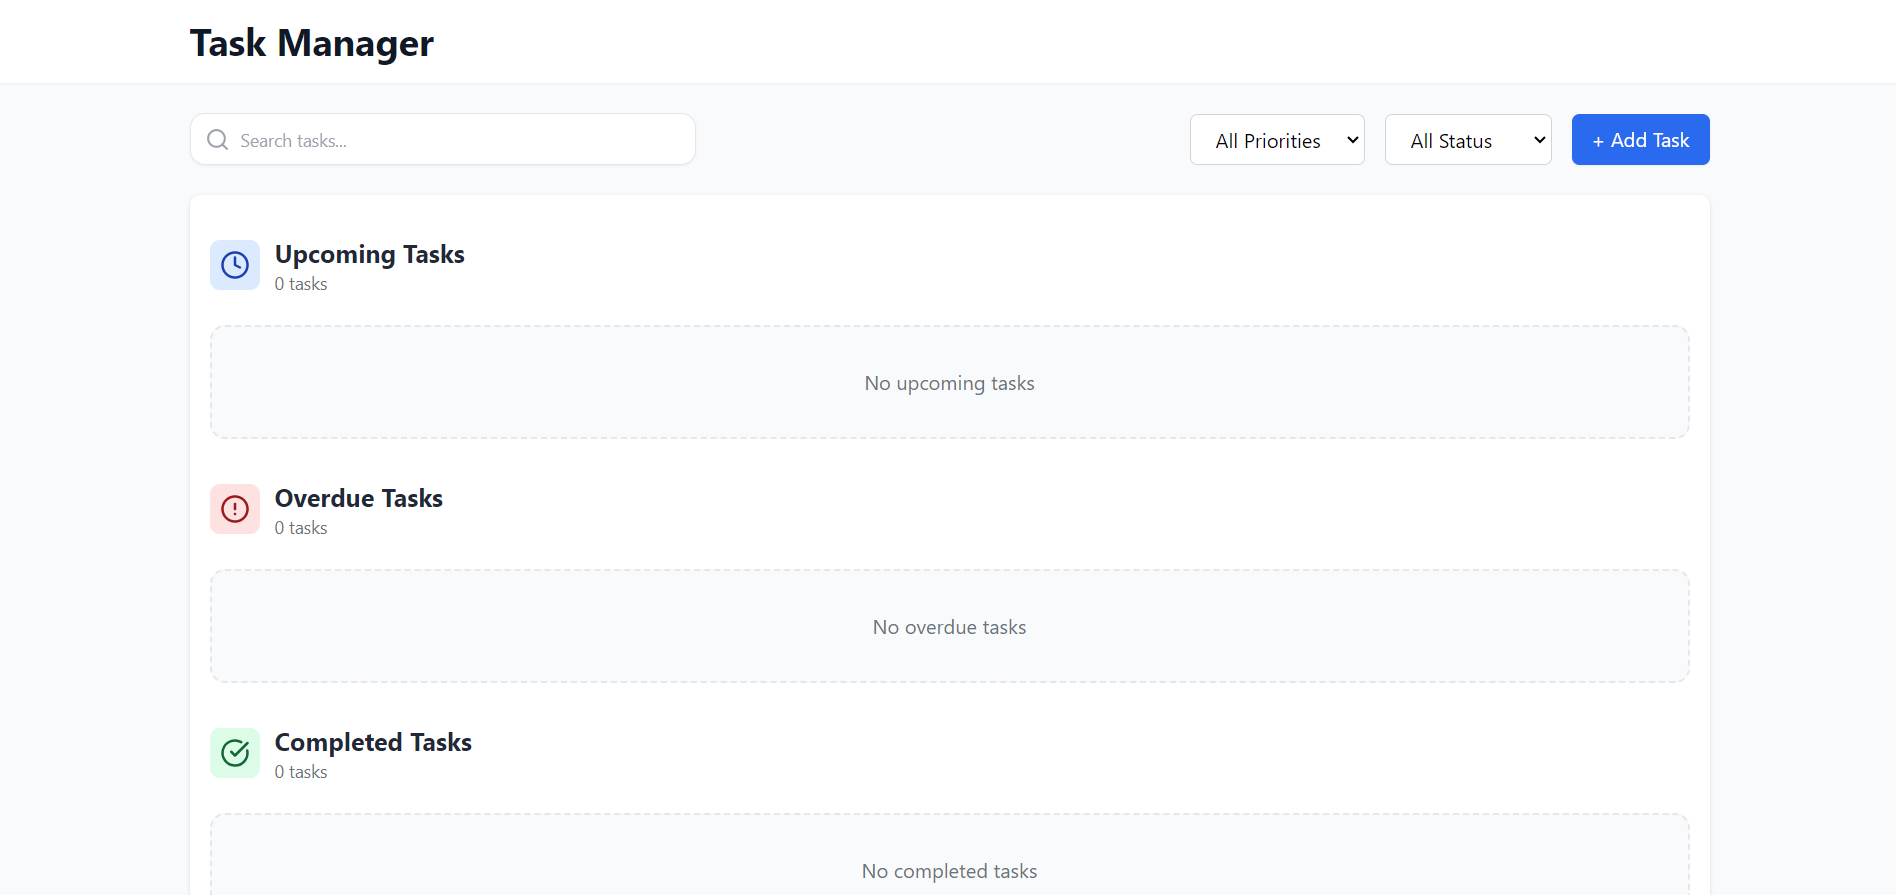 Task Manager
Search tasks...
All Priorities
All Status
+ Add Task
Upcoming Tasks
0 tasks
No upcoming tasks
Overdue Tasks
0 tasks
No overdue tasks
Completed Tasks
0 tasks
No completed tasks